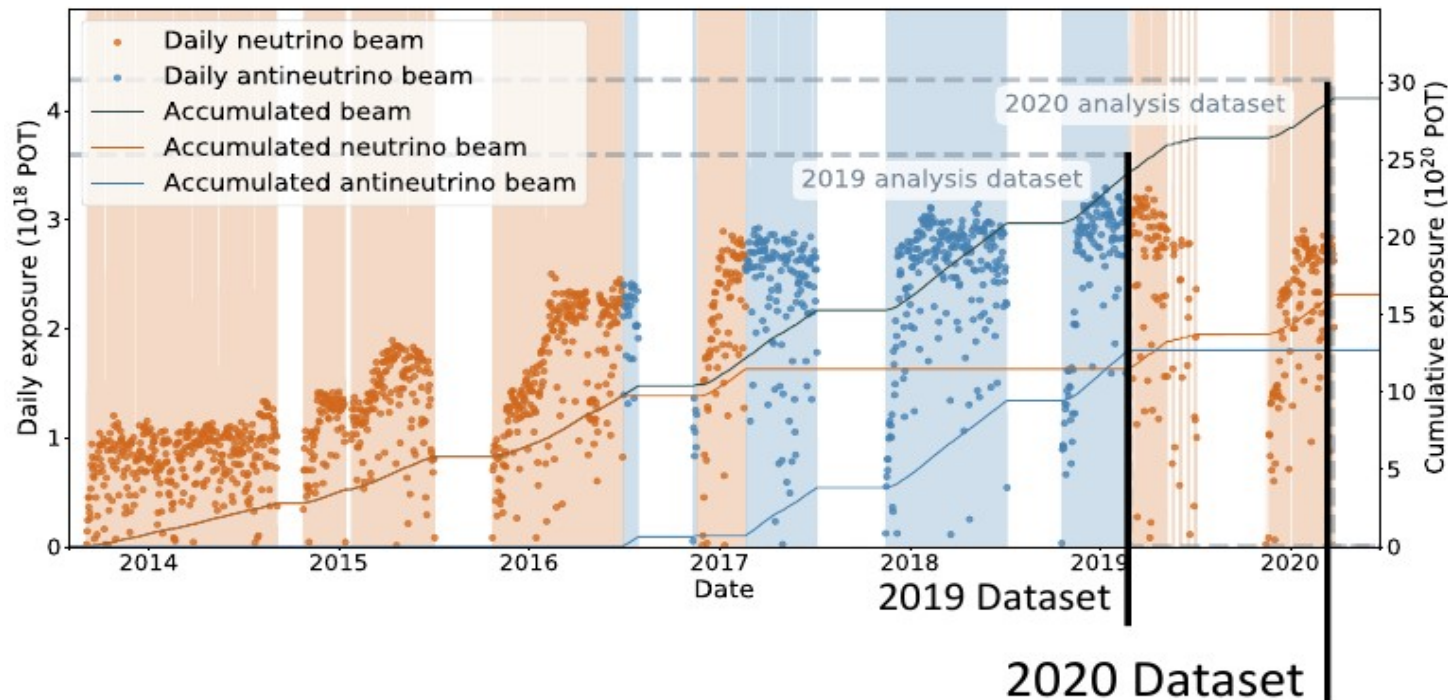 Daily neutrino beam
Daily antineutrino beam
Accumulated beam
Accumulated neutrino beam
Accumulated antineutrino beam
2020 analysis dataset
2019 analysis dataset
Daily exposure (10¹⁸ POT)
4
3
2
1
0
Cumulative exposure (10²⁰ POT)
30
25
20
15
10
5
0
2014
2015
2016
2017
2018
2019
2020
Date
2019 Dataset
2020 Dataset